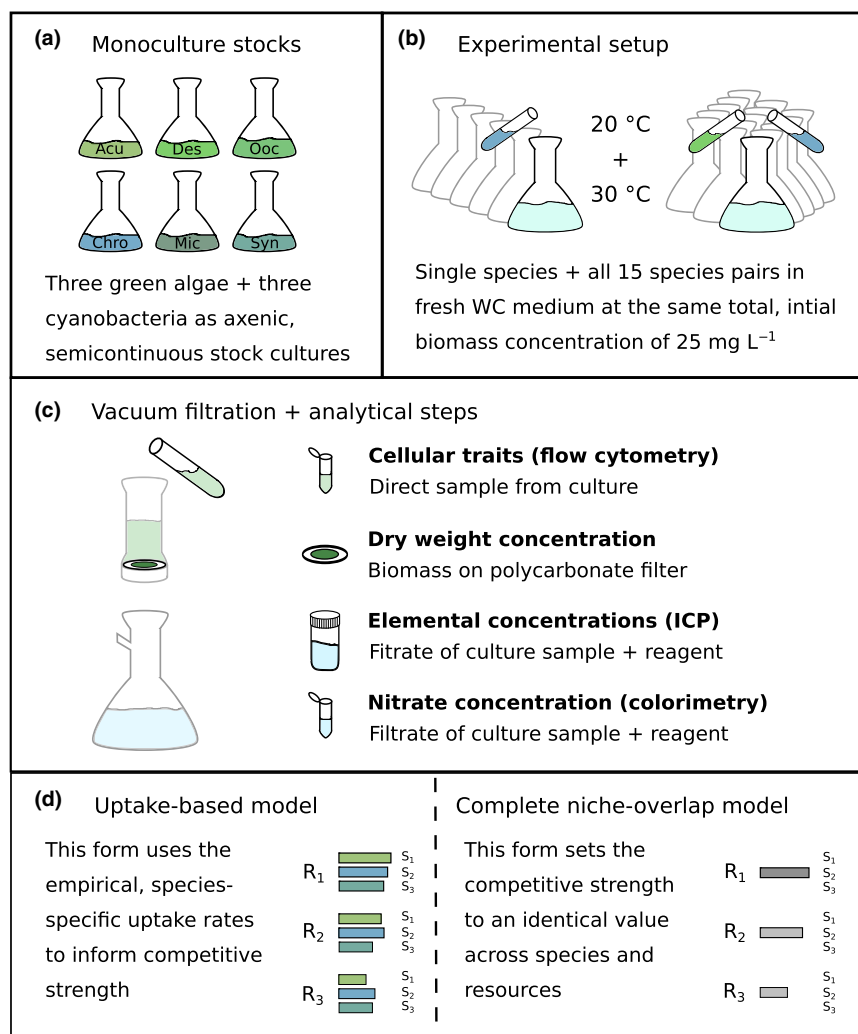 (a) Monoculture stocks
Acu Des Ooc
Chro Mic Syn
Three green algae + three
cyanobacteria as axenic,
semicontinuous stock cultures
(b) Experimental setup
20 °C
+
30 °C
Single species + all 15 species pairs in
fresh WC medium at the same total, intial
biomass concentration of 25 mg L⁻¹
(c) Vacuum filtration + analytical steps
Cellular traits (flow cytometry)
Direct sample from culture
Dry weight concentration
Biomass on polycarbonate filter
Elemental concentrations (ICP)
Fitrate of culture sample + reagent
Nitrate concentration (colorimetry)
Filtrate of culture sample + reagent
(d) Uptake-based model
This form uses the
empirical, species-
specific uptake rates
to inform competitive
strength
R₁
S₁
S₂
S₃
R₂
S₁
S₂
S₃
R₃
S₁
S₂
S₃
Complete niche-overlap model
This form sets the
competitive strength
to an identical value
across species and
resources
R₁
S₁
S₂
S₃
R₂
S₁
S₂
S₃
R₃
S₁
S₂
S₃